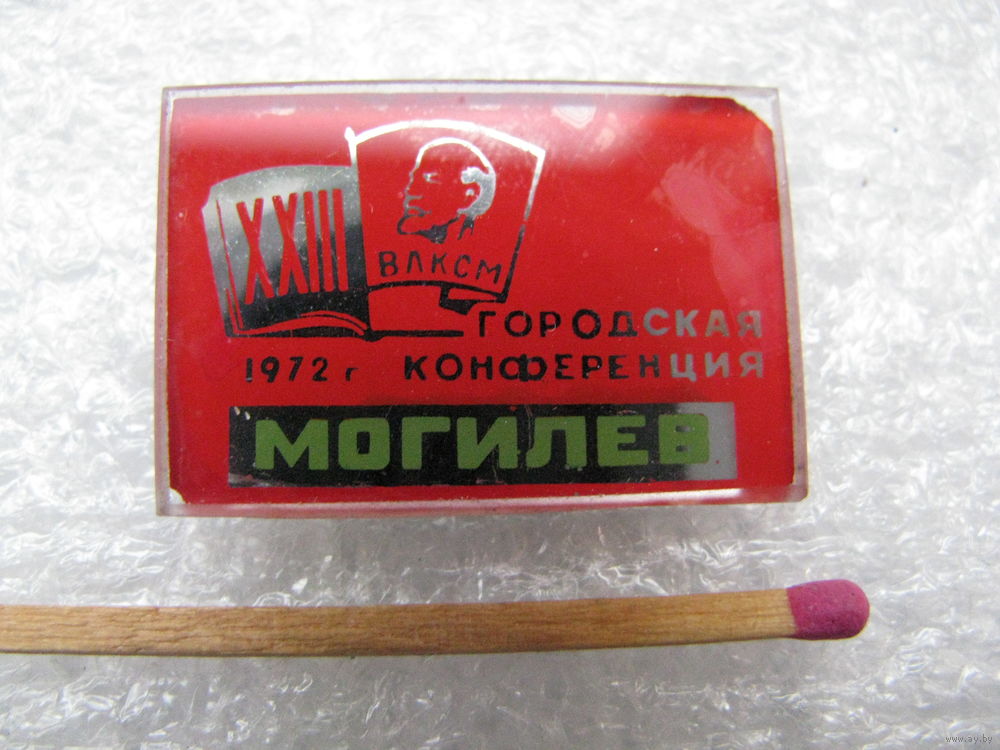 XXIII
ВЛКСМ
ГОРОДСКАЯ
1972 г КОНФЕРЕНЦИЯ
МОГИЛЕВ
www.ay.by